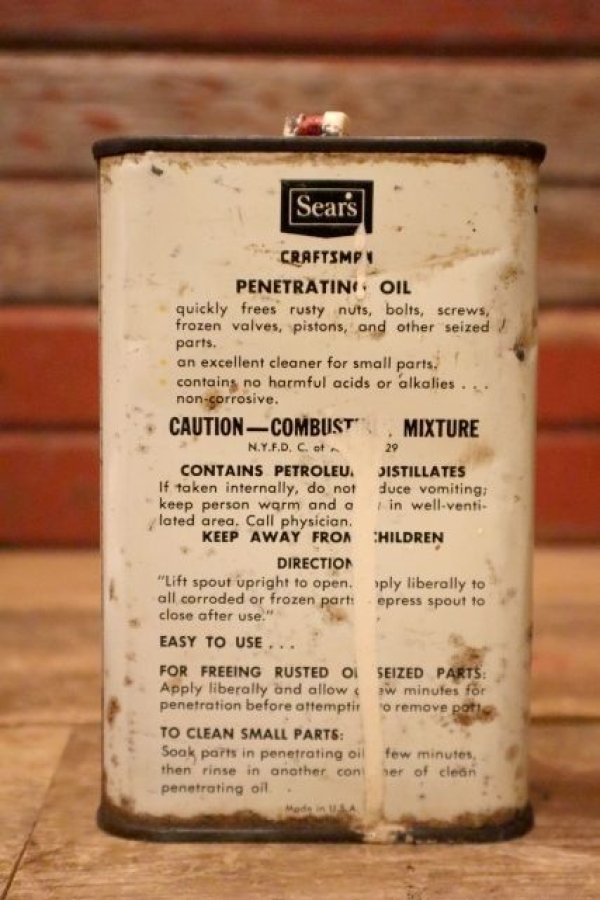 Sears
CRAFTSMAN
PENETRATING OIL
quickly frees rusty nuts, bolts, screws,
frozen valves, pistons, and other seized
parts.
an excellent cleaner for small parts.
contains no harmful acids or alkalies . . .
non-corrosive.
CAUTION—COMBUST MIXTURE
N.Y.F.D. C. of 29
CONTAINS PETROLEU DISTILLATES
If taken internally, do not duce vomiting;
keep person warm and in well-venti-
lated area. Call physician.
KEEP AWAY FROM CHILDREN
DIRECTION
"Lift spout upright to open. pply liberally to
all corroded or frozen parts epress spout to
close after use."
EASY TO USE . . .
FOR FREEING RUSTED O SEIZED PARTS:
Apply liberally and allow ew minutes for
penetration before attemptin to remove part.
TO CLEAN SMALL PARTS:
Soak parts in penetrating oil few minutes,
then rinse in another con ner of clean
penetrating oil
Made in U.S.A.